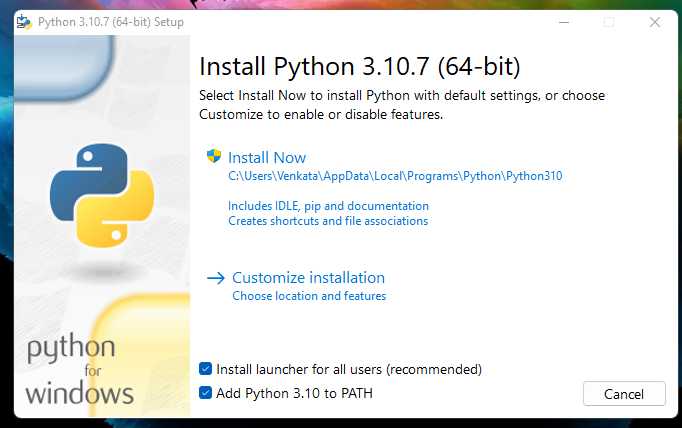 Python 3.10.7 (64-bit) Setup
Install Python 3.10.7 (64-bit)
Select Install Now to install Python with default settings, or choose
Customize to enable or disable features.
Install Now
C:\Users\Venkata\AppData\Local\Programs\Python\Python310
Includes IDLE, pip and documentation
Creates shortcuts and file associations
Customize installation
Choose location and features
python
for
windows
Install launcher for all users (recommended)
Add Python 3.10 to PATH
Cancel